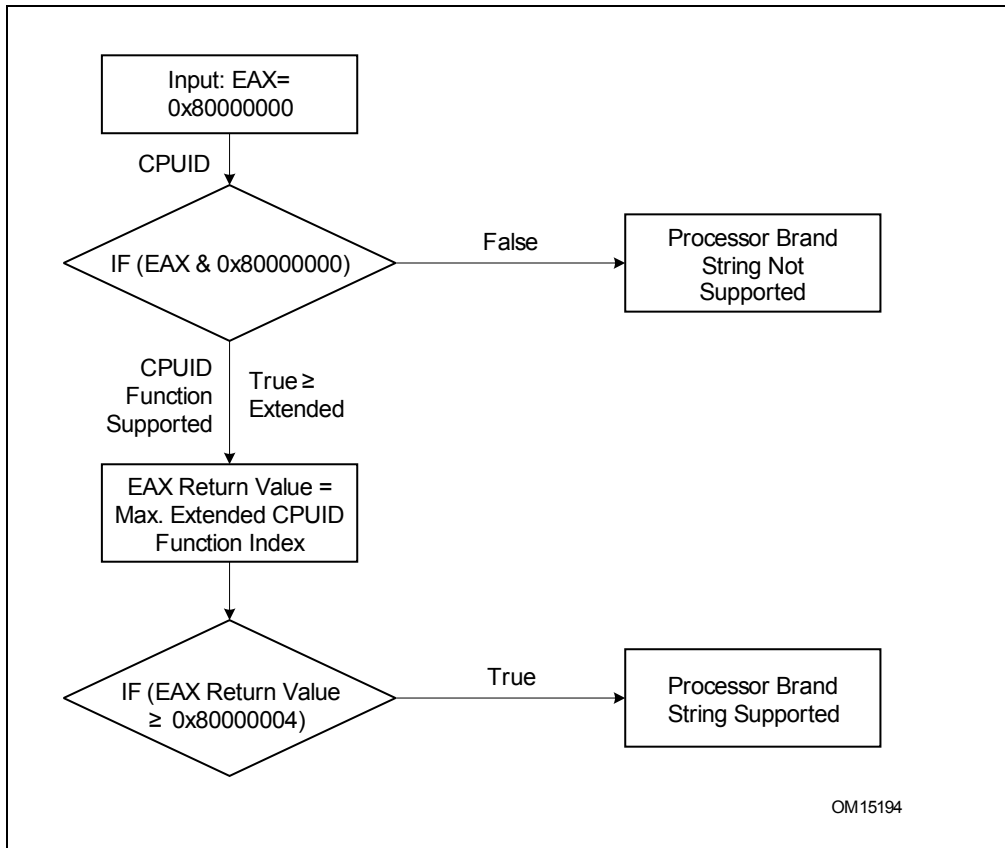 Input: EAX=
0x80000000
CPUID
IF (EAX & 0x80000000)
False
Processor Brand
String Not
Supported
CPUID
Function
Supported
True ≥
Extended
EAX Return Value =
Max. Extended CPUID
Function Index
IF (EAX Return Value
≥ 0x80000004)
True
Processor Brand
String Supported
OM15194